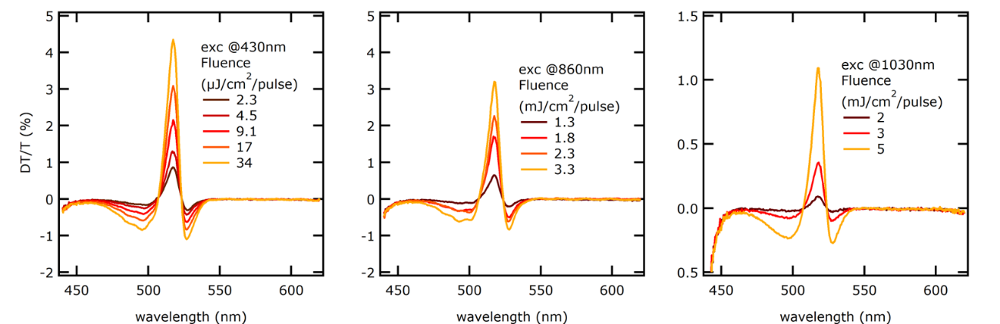 DT/T (%)
5
4
3
2
1
0
-1
-2
exc @430nm
Fluence
(µJ/cm²/pulse)
2.3
4.5
9.1
17
34
450 500 550 600
wavelength (nm)
5
4
3
2
1
0
-1
-2
exc @860nm
Fluence
(mJ/cm²/pulse)
1.3
1.8
2.3
3.3
450 500 550 600
wavelength (nm)
1.5
1.0
0.5
0.0
0.5
exc @1030nm
Fluence
(mJ/cm²/pulse)
2
3
5
450 500 550 600
wavelength (nm)